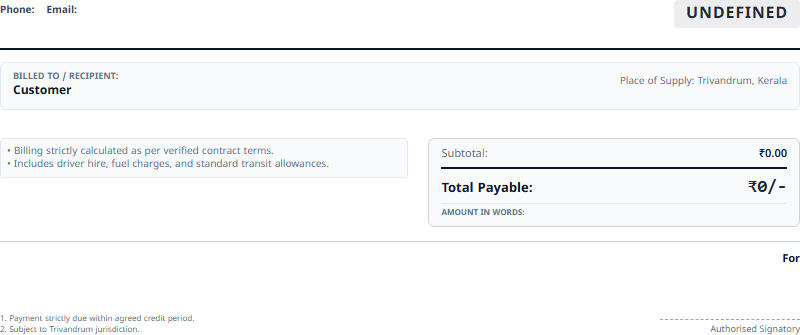 Phone: Email:
UNDEFINED
BILLED TO / RECIPIENT:
Customer
Place of Supply: Trivandrum, Kerala
• Billing strictly calculated as per verified contract terms.
• Includes driver hire, fuel charges, and standard transit allowances.
Subtotal: ₹0.00
Total Payable: ₹0/-
AMOUNT IN WORDS:
For
1. Payment strictly due within agreed credit period.
2. Subject to Trivandrum jurisdiction.
Authorised Signatory